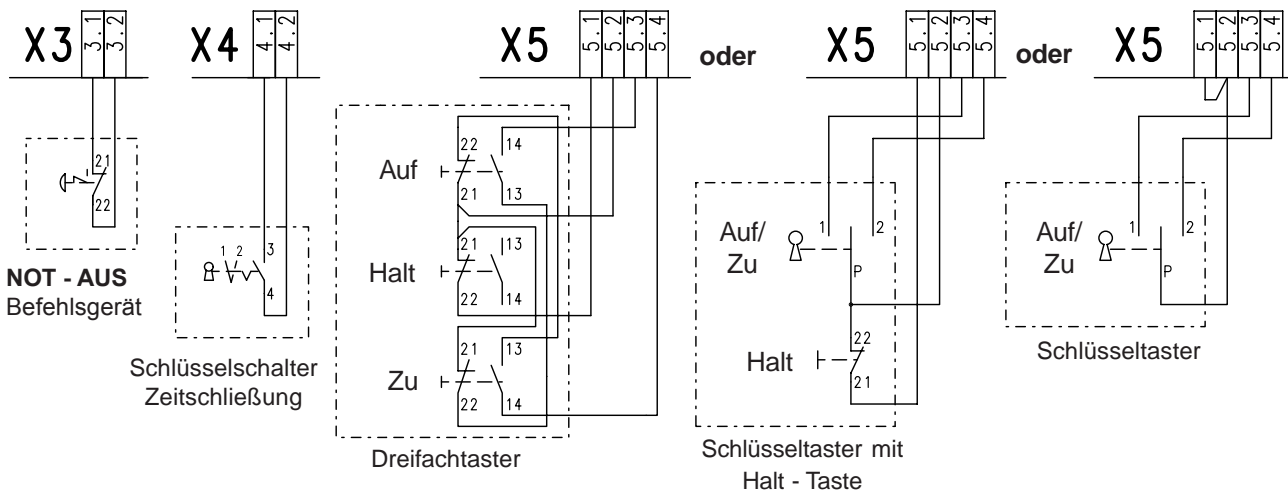 X3
3.1
3.2
X4
4.1
4.2
X5
5.1
5.2
5.3
5.4
oder
X5
5.1
5.2
5.3
5.4
oder
X5
5.1
5.2
5.3
5.4
21
22
NOT - AUS
Befehlsgerät
1 2 3
4
Schlüsselschalter
Zeitschließung
Auf
22
14
21
13
Halt
21
13
22
14
Zu
21
13
22
14
Dreifachtaster
Auf/
Zu
1
2
P
Halt
22
21
Schlüseltaster mit
Halt - Taste
Auf/
Zu
1
2
P
Schlüseltaster